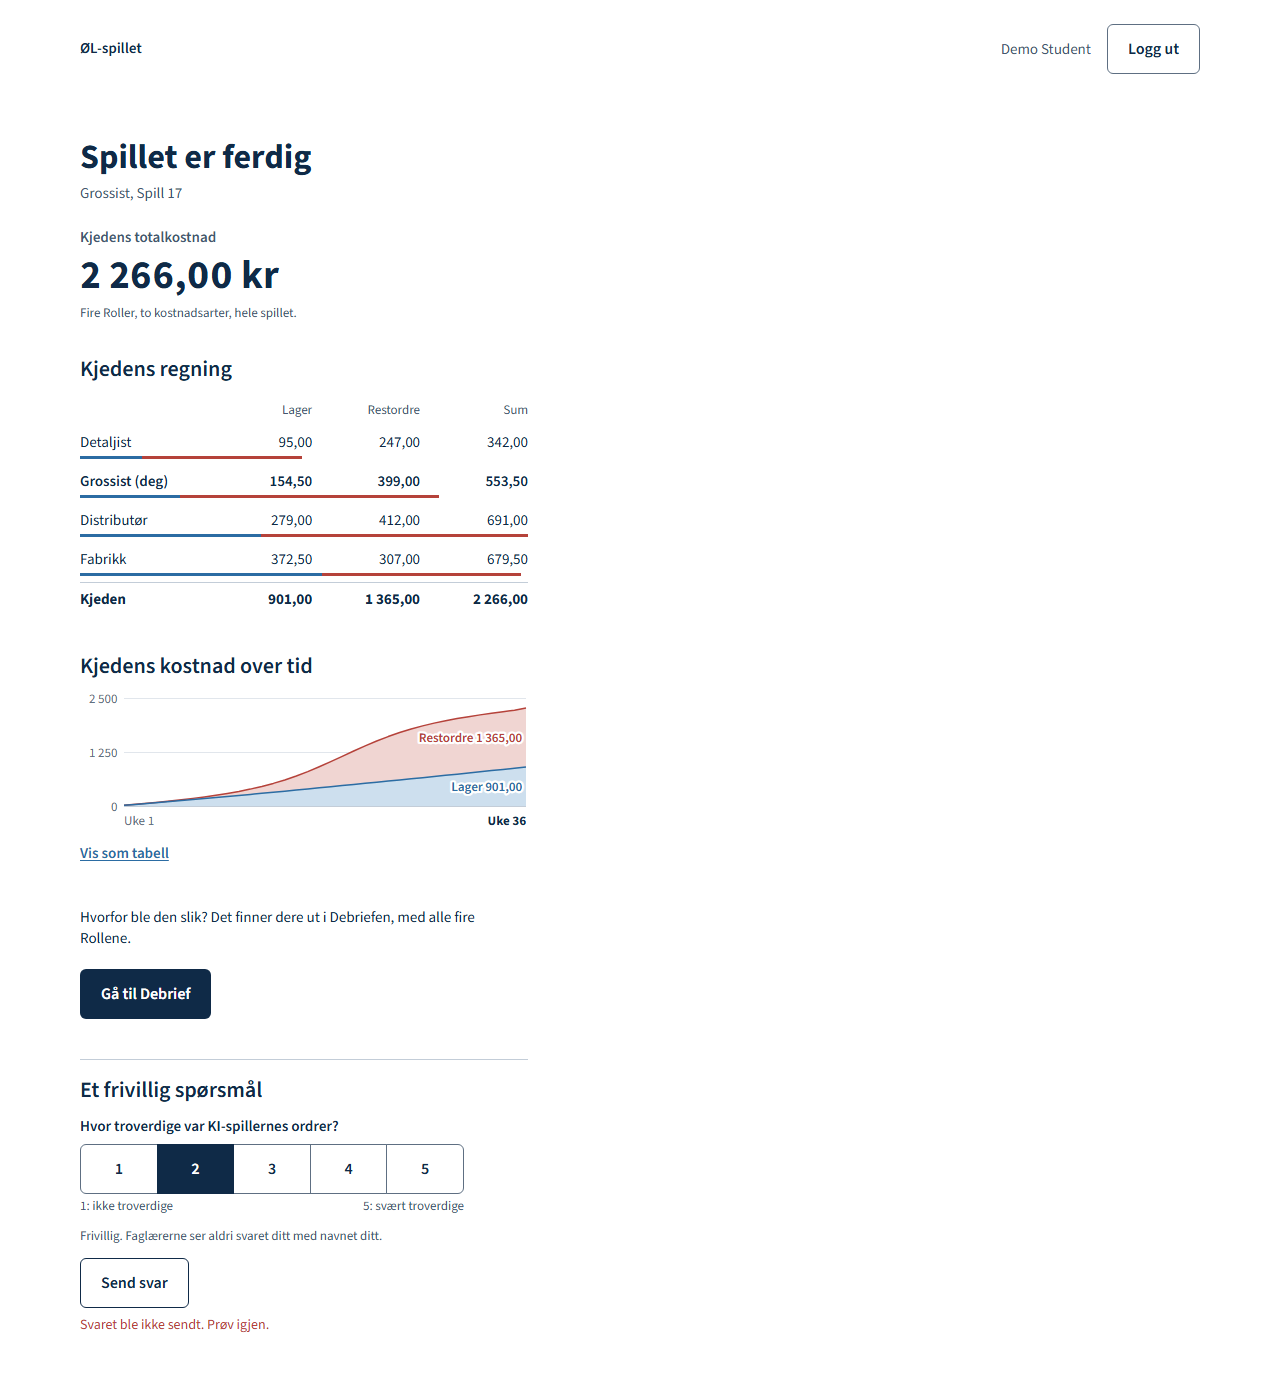 ØL-spillet
Demo Student
Logg ut
Spillet er ferdig
Grossist, Spill 17
Kjedens totalkostnad
2 266,00 kr
Fire Roller, to kostnadsarter, hele spillet.
Kjedens regning
Lager Restordre Sum
Detaljist 95,00 247,00 342,00
Grossist (deg) 154,50 399,00 553,50
Distributør 279,00 412,00 691,00
Fabrikk 372,50 307,00 679,50
Kjeden 901,00 1 365,00 2 266,00
Kjedens kostnad over tid
2 500
Restordre 1 365,00
1 250
Lager 901,00
0
Uke 1 Uke 36
Vis som tabell
Hvorfor ble den slik? Det finner dere ut i Debriefen, med alle fire
Rollene.
Gå til Debrief
Et frivillig spørsmål
Hvor troverdige var KI-spillernes ordrer?
1 2 3 4 5
1: ikke troverdige 5: svært troverdige
Frivillig. Faglærerne ser aldri svaret ditt med navnet ditt.
Send svar
Svaret ble ikke sendt. Prøv igjen.